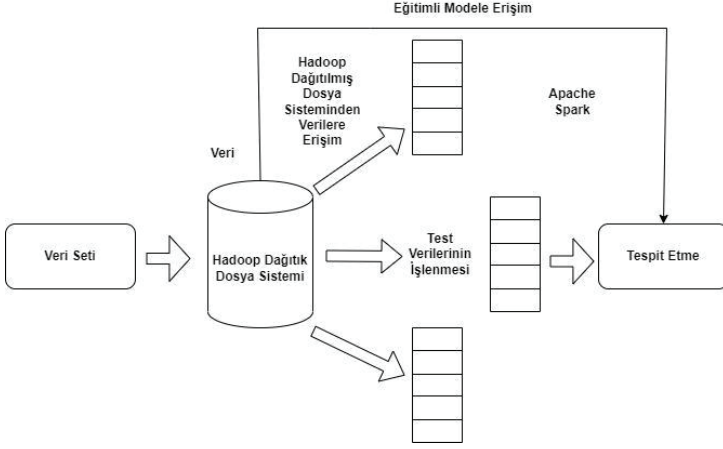 Eğitimli Modele Erişim
Hadoop
Dağıtılmış
Dosya
Sisteminden
Verilere
Erişim
Apache
Spark
Veri
Veri Seti
Hadoop Dağıtık
Dosya Sistemi
Test
Verilerinin
İşlenmesi
Tespit Etme